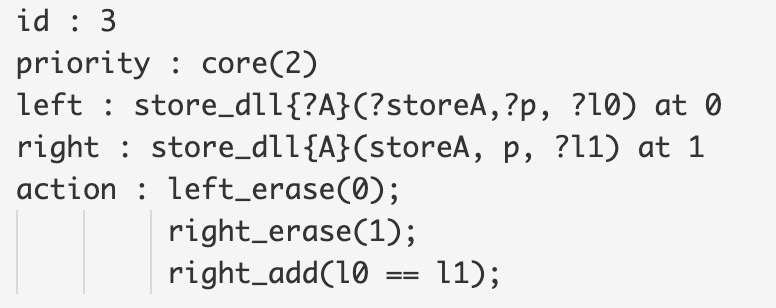 id : 3
priority : core(2)
left : store_dll{?A}(?storeA,?p, ?l0) at 0
right : store_dll{A}(storeA, p, ?l1) at 1
action : left_erase(0);
right_erase(1);
right_add(l0 == l1);